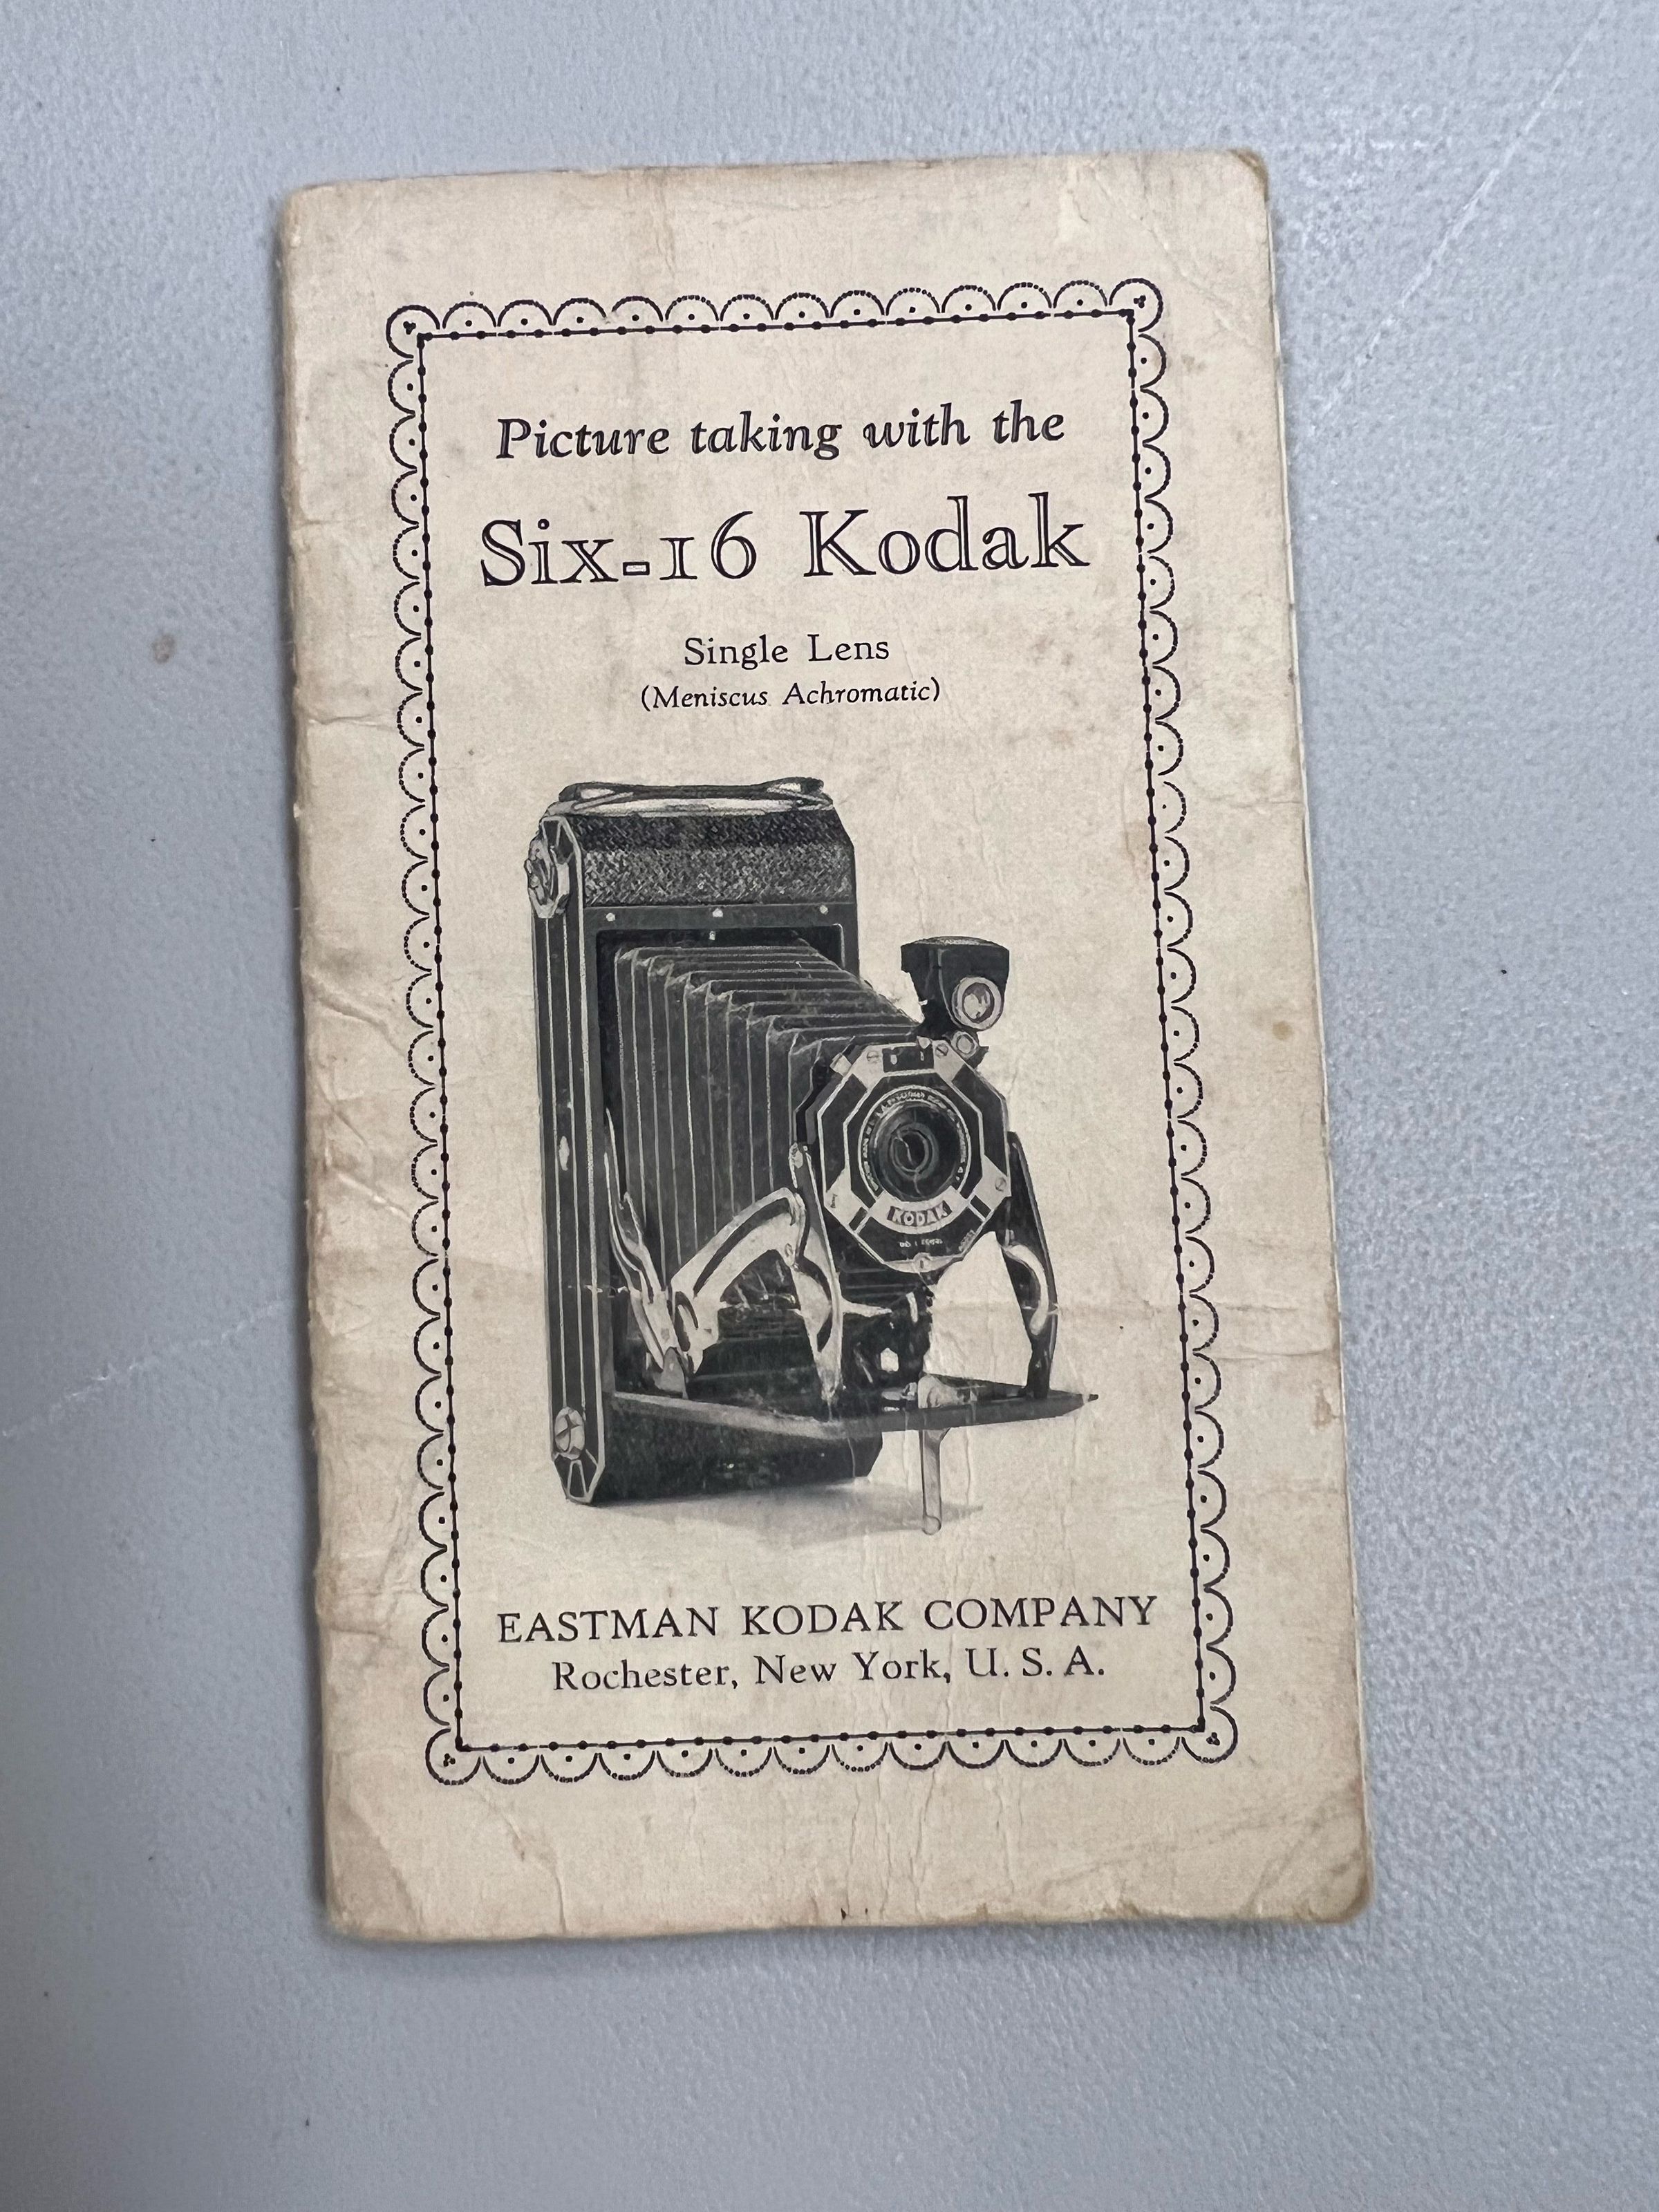 Picture taking with the
Six-16 Kodak
Single Lens
(Meniscus Achromatic)
KODAK
EASTMAN KODAK COMPANY
Rochester, New York, U. S. A.